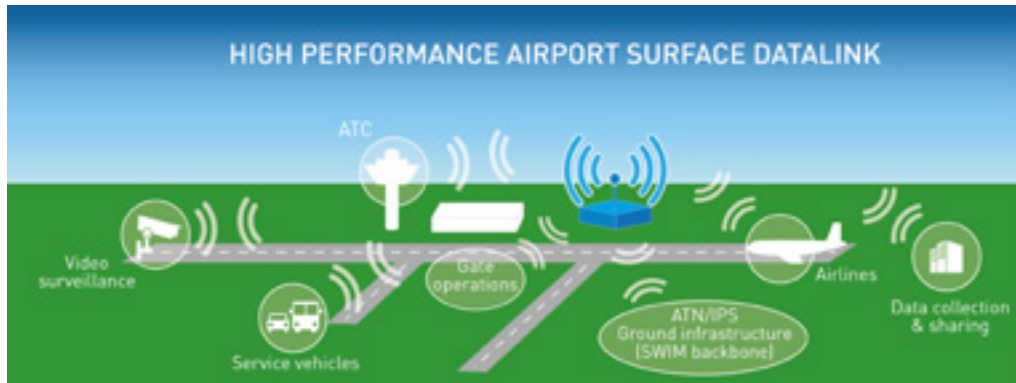 HIGH PERFORMANCE AIRPORT SURFACE DATALINK
ATC
Video
surveillance
Gate
operations
Airlines
Service vehicles
ATN/IPS
Ground infrastructure
(SWIM backbone)
Data collection
& sharing